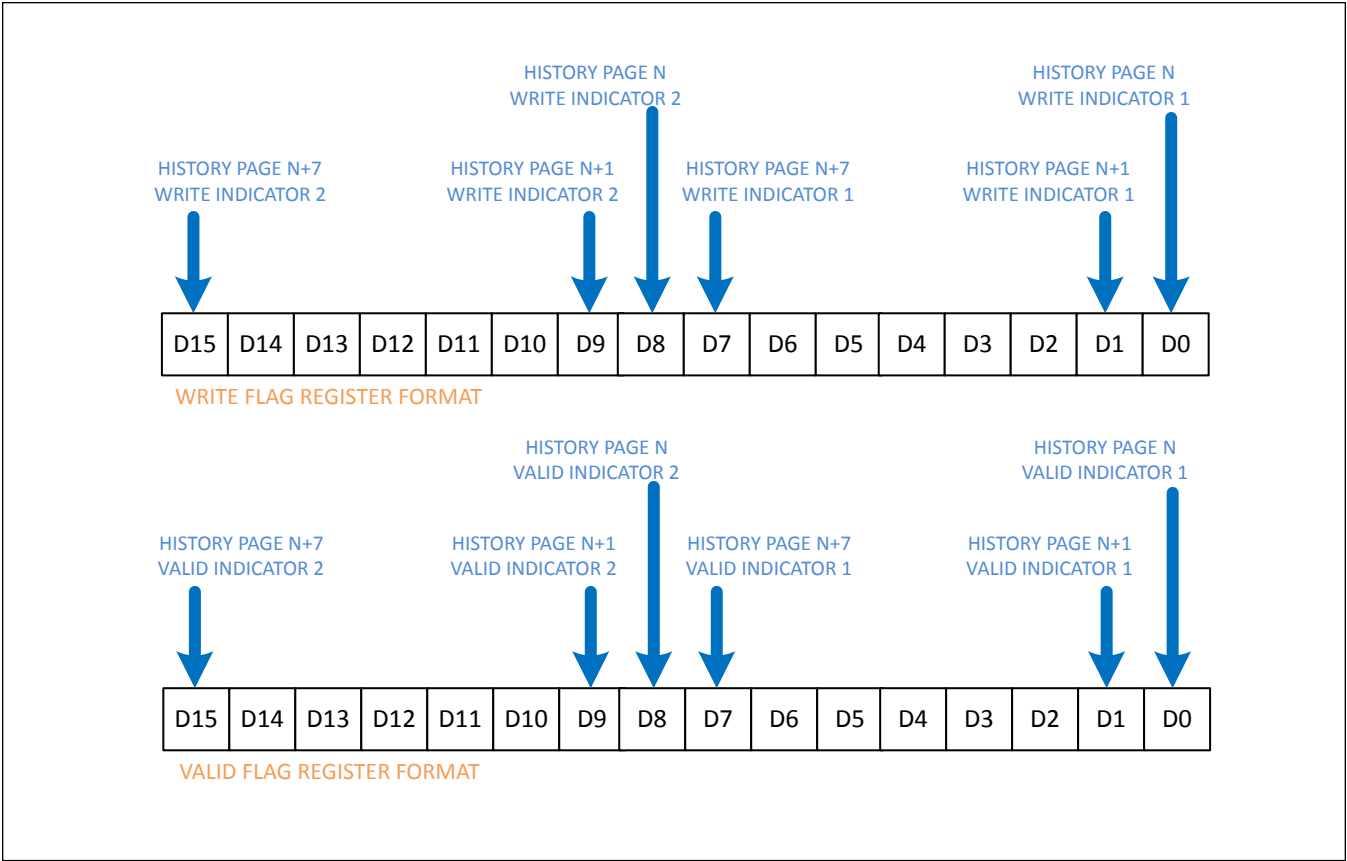 HISTORY PAGE N
WRITE INDICATOR 2
HISTORY PAGE N
WRITE INDICATOR 1
HISTORY PAGE N+7
WRITE INDICATOR 2
HISTORY PAGE N+1
WRITE INDICATOR 2
HISTORY PAGE N+7
WRITE INDICATOR 1
HISTORY PAGE N+1
WRITE INDICATOR 1
D15 D14 D13 D12 D11 D10 D9 D8 D7 D6 D5 D4 D3 D2 D1 D0
WRITE FLAG REGISTER FORMAT
HISTORY PAGE N
VALID INDICATOR 2
HISTORY PAGE N
VALID INDICATOR 1
HISTORY PAGE N+7
VALID INDICATOR 2
HISTORY PAGE N+1
VALID INDICATOR 2
HISTORY PAGE N+7
VALID INDICATOR 1
HISTORY PAGE N+1
VALID INDICATOR 1
D15 D14 D13 D12 D11 D10 D9 D8 D7 D6 D5 D4 D3 D2 D1 D0
VALID FLAG REGISTER FORMAT